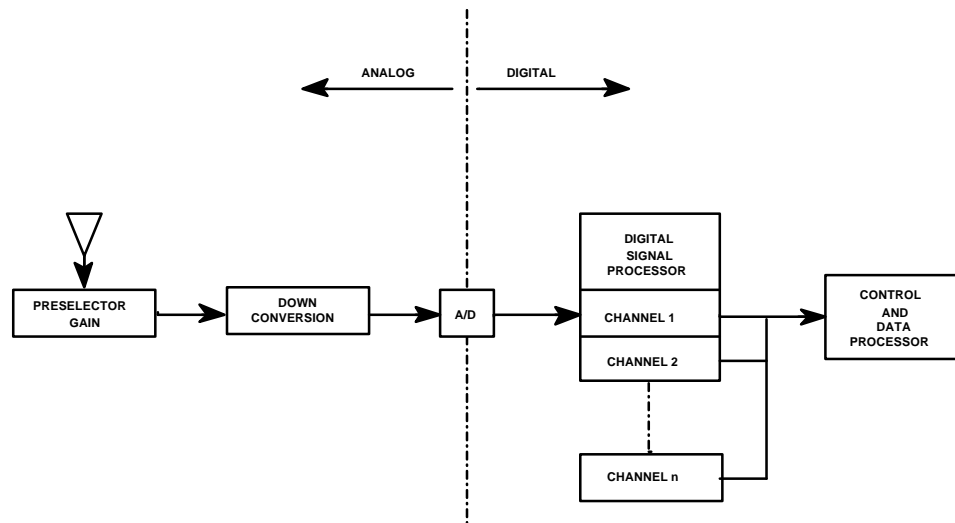 ANALOG
DIGITAL
PRESELECTOR
GAIN
DOWN
CONVERSION
A/D
DIGITAL
SIGNAL
PROCESSOR
CHANNEL 1
CHANNEL 2
CHANNEL n
CONTROL
AND
DATA
PROCESSOR